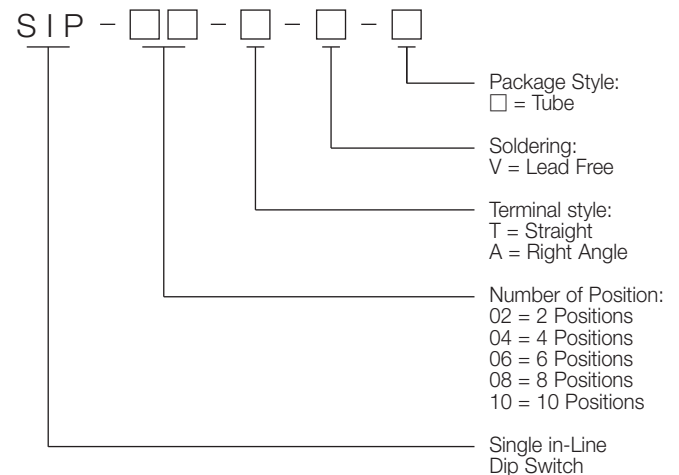 SIP - □□ - □ - □ - □
Package Style:
□ = Tube
Soldering:
V = Lead Free
Terminal style:
T = Straight
A = Right Angle
Number of Position:
02 = 2 Positions
04 = 4 Positions
06 = 6 Positions
08 = 8 Positions
10 = 10 Positions
Single in-Line
Dip Switch